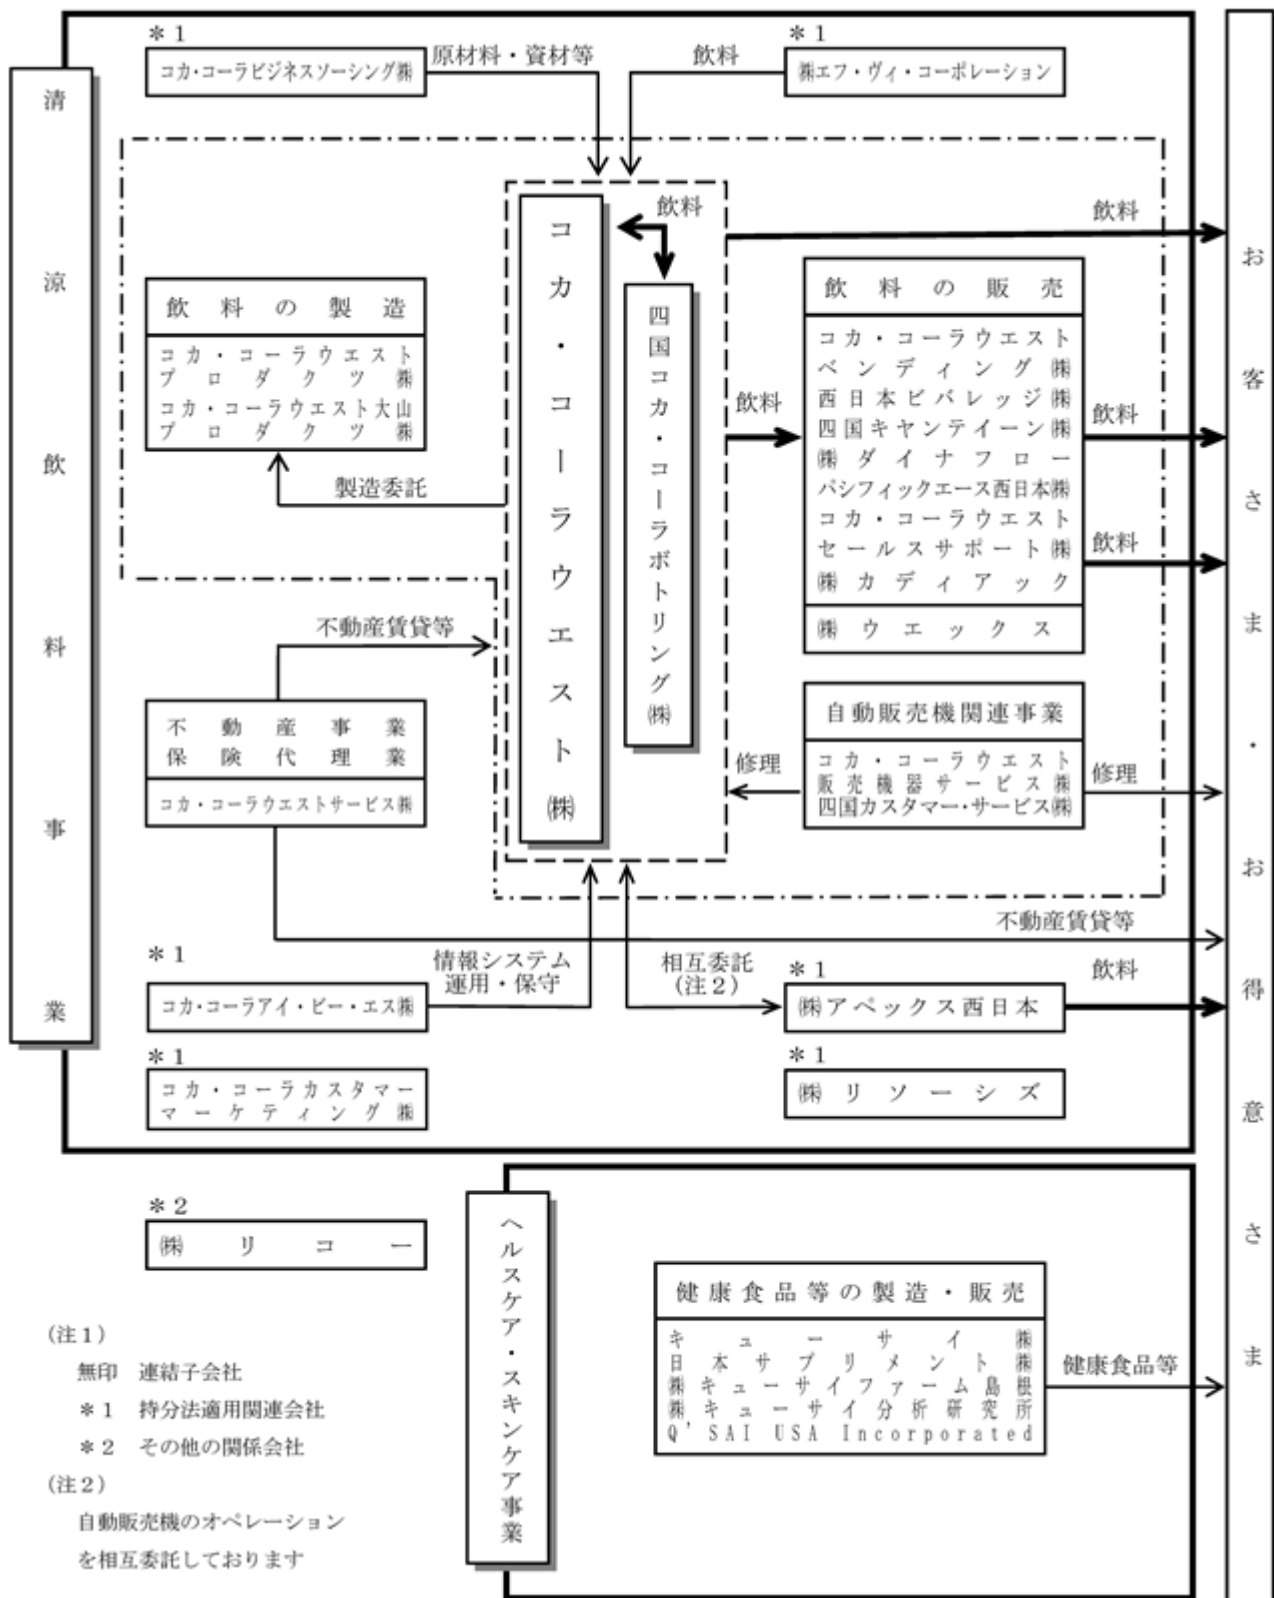 清涼飲料事業
＊1
コカ・コーラビジネスソーシング㈱
原材料・資材等
飲料
＊1
㈱エフ・ヴィ・コーポレーション
コカ・コーラウエスト㈱
飲料
四国コカ・コーラボトリング㈱
飲料
飲料の製造
コカ・コーラウエスト
プロダクツ㈱
コカ・コーラウエスト大山
プロダクツ㈱
製造委託
飲料
飲料の販売
コカ・コーラウエスト
ベンディング㈱
西日本ビバレッジ㈱
四国キヤンテイーン㈱
㈱ダイナフロー
パシフィックエース西日本㈱
コカ・コーラウエスト
セールスサポート㈱
㈱カディアック
㈱ウエックス
飲料
飲料
不動産賃貸等
不動産事業
保険代理業
コカ・コーラウエストサービス㈱
修理
自動販売機関連事業
コカ・コーラウエスト
販売機器サービス㈱
四国カスタマー・サービス㈱
修理
不動産賃貸等
＊1
コカ・コーラアイ・ビー・エス㈱
情報システム
運用・保守
相互委託
(注2)
＊1
㈱アペックス西日本
飲料
＊1
コカ・コーラカスタマー
マーケティング㈱
＊1
㈱リソーシズ
お客さま・お得意さま
＊2
㈱リコー
ヘルスケア・スキンケア事業
健康食品等の製造・販売
キューサイ㈱
日本サプリメント㈱
㈱キューサイファーム島根
㈱キューサイ分析研究所
Q'SAI USA Incorporated
健康食品等
(注1)
無印　連結子会社
＊1　持分法適用関連会社
＊2　その他の関係会社
(注2)
自動販売機のオペレーション
を相互委託しております